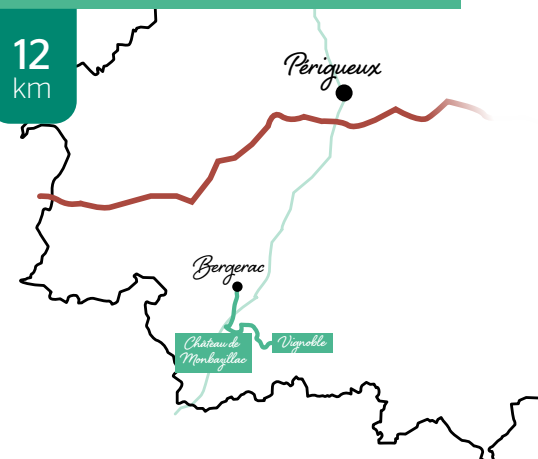 12
km
Périgueux
Bergerac
Château de
Monbazillac
Vignoble